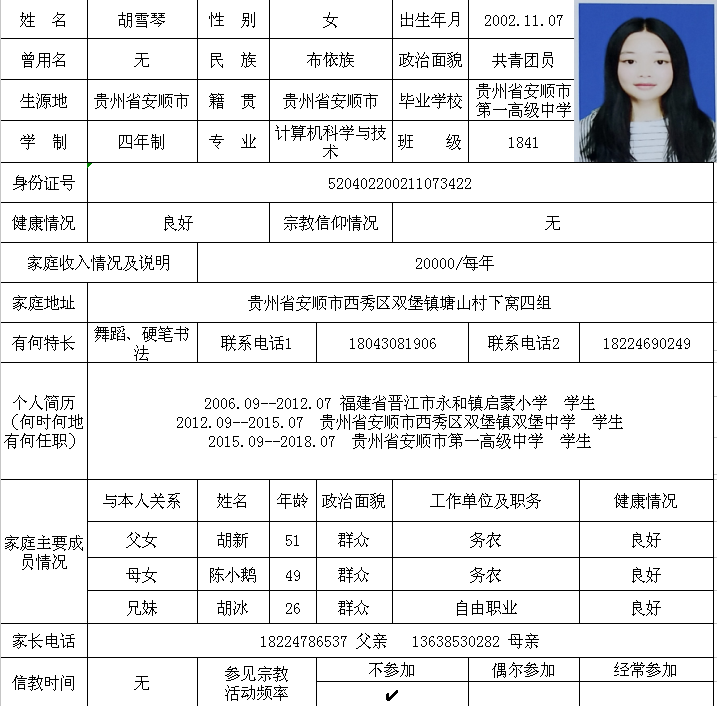 姓 名 胡雪琴 性 别 女 出生年月 2002.11.07
曾用名 无 民 族 布依族 政治面貌 共青团员
生源地 贵州省安顺市 籍 贯 贵州省安顺市 毕业学校 贵州省安顺市第一高级中学
学 制 四年制 专 业 计算机科学与技术 班 级 1841
身份证号 520402200211073422
健康情况 良好 宗教信仰情况 无
家庭收入情况及说明 20000/每年
家庭地址 贵州省安顺市西秀区双堡镇塘山村下窝四组
有何特长 舞蹈、硬笔书法 联系电话1 18043081906 联系电话2 18224690249
个人简历
（何时何地
有何任职）
2006.09--2012.07 福建省晋江市永和镇启蒙小学 学生
2012.09--2015.07 贵州省安顺市西秀区双堡镇双堡中学 学生
2015.09--2018.07 贵州省安顺市第一高级中学 学生
家庭主要成
员情况
与本人关系 姓名 年龄 政治面貌 工作单位及职务 健康情况
父女 胡新 51 群众 务农 良好
母女 陈小鹅 49 群众 务农 良好
兄妹 胡冰 26 群众 自由职业 良好
家长电话 18224786537 父亲 13638530282 母亲
信教时间 无 参见宗教
活动频率
不参加 偶尔参加 经常参加
✔